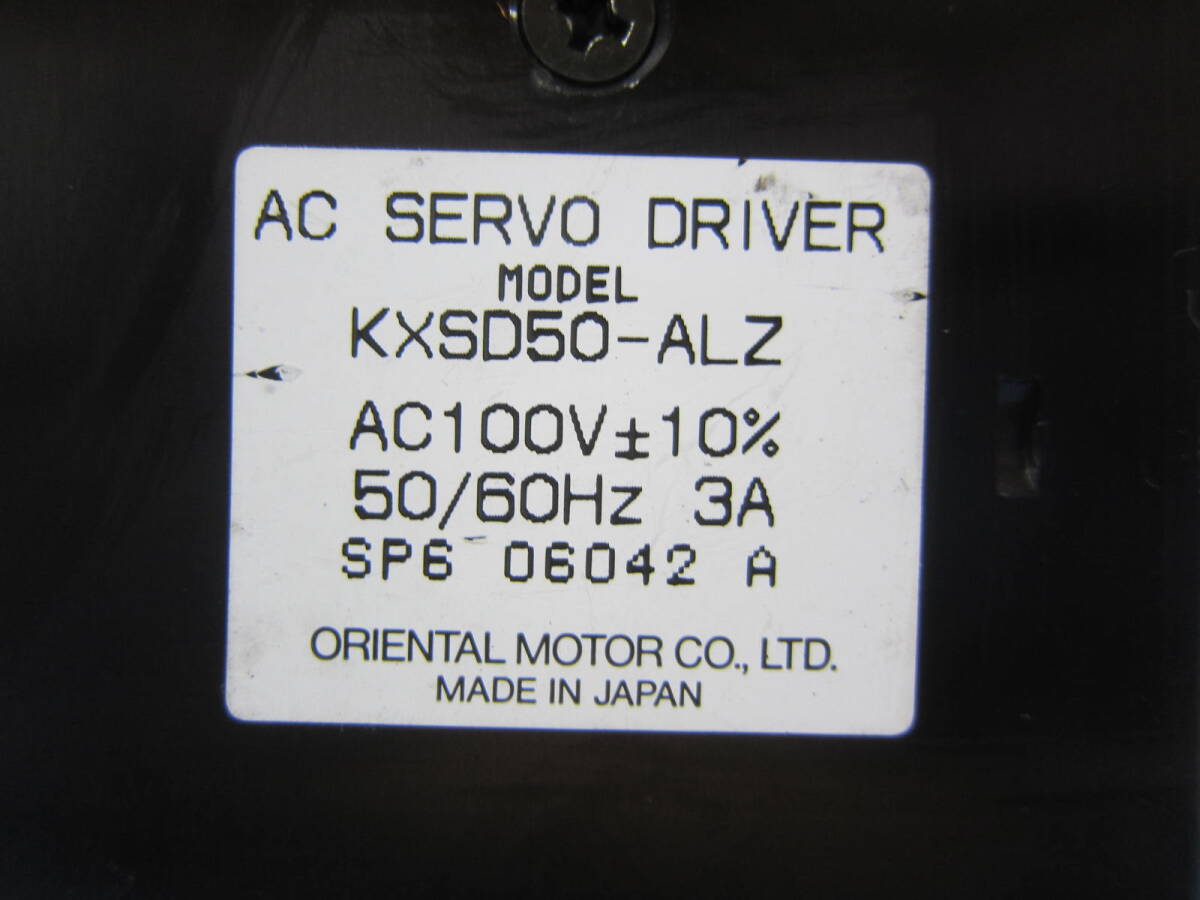 AC SERVO DRIVER
MODEL
KXSD50-ALZ
AC100V±10%
50/60Hz 3A
SP6 06042 A
ORIENTAL MOTOR CO., LTD.
MADE IN JAPAN